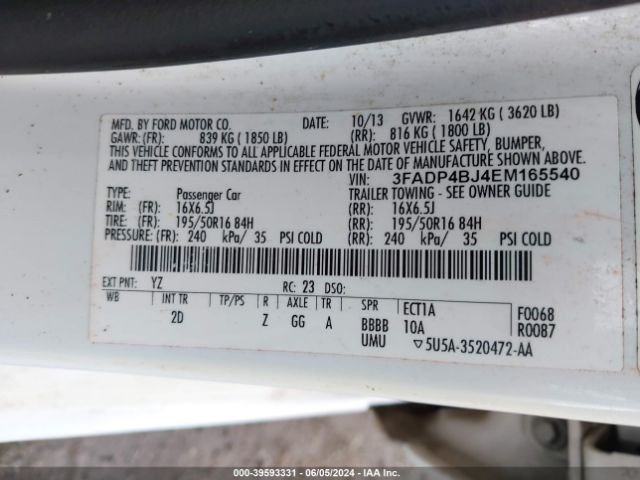 MFD. BY FORD MOTOR CO. DATE: 10/13 GVWR: 1642 KG ( 3620 LB)
GAWR: (FR): 839 KG ( 1850 LB) (RR): 816 KG ( 1800 LB)
THIS VEHICLE CONFORMS TO ALL APPLICABLE FEDERAL MOTOR VEHICLE SAFETY, BUMPER,
AND THEFT PREVENTION STANDARDS IN EFFECT ON THE DATE OF MANUFACTURE SHOWN ABOVE.
VIN: 3FADP4BJ4EM165540
TYPE: Passenger Car TRAILER TOWING - SEE OWNER GUIDE
RIM: (FR) 16X6.5J (RR): 16X6.5J
TIRE: (FR): 195/50R16 84H (RR): 195/50R16 84H
PRESSURE: (FR): 240 kPa/ 35 PSI COLD (RR): 240 kPa/ 35 PSI COLD
EXT PNT: YZ RC: 23 DSO:
WB INT TR TP/PS R AXLE TR SPR ECT1A F0068
2D Z GG A BBBB 10A R0087
UMU ▽5U5A-3520472-AA
000-39593331 - 06/05/2024 - IAAI.com